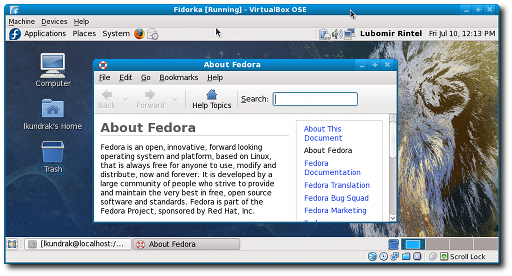 Fidorka [Running] - VirtualBox OSE
Machine Devices Help
Applications Places System Lubomir Rintel Fri Jul 10, 12:13 PM
About Fedora
File Edit Go Bookmarks Help
Back Forward Help Topics Search:
Computer
lkundrak's Home
Trash
About Fedora
Fedora is an open, innovative, forward looking
operating system and platform, based on Linux,
that is always free for anyone to use, modify and
distribute, now and forever. It is developed by a
large community of people who strive to provide
and maintain the very best in free, open source
software and standards. Fedora is part of the
Fedora Project, sponsored by Red Hat, Inc.
About This
Document
About Fedora
Fedora
Documentation
Fedora Translation
Fedora Bug Squad
Fedora Marketing
[lkundrak@localhost:/... About Fedora
Scroll Lock